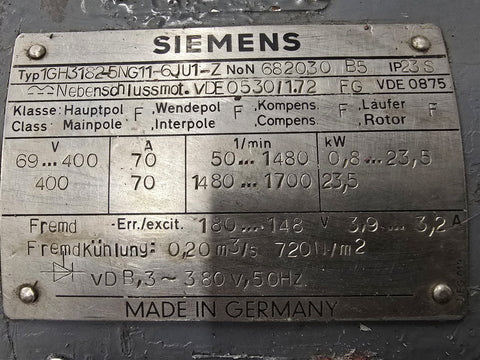 SIEMENS
Typ 1GH3182-5NG11-6JU1-Z No N 682030 B5 IP23 S
Nebenschlussmot. VDE 0530/1.72 FG VDE 0875
Klasse: Hauptpol F Wendepol F Kompens. F Läufer F
Class: Mainpole Interpole Compens. Rotor
V A 1/min kW
69...400 70 50...1480 0,8...23,5
400 70 1480...1700 23,5
Fremd -Err./excit. 180...148 V 3,9...3,2 A
Fremdkühlung: 0,20 m³/s 720 N/m2
VD B, 3~ 380 V, 50HZ.
MADE IN GERMANY